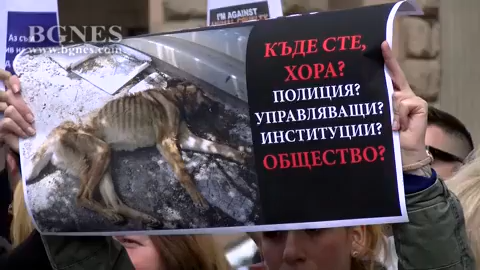 BGNES
www.bgnes.com
I'M AGAINST
КЪДЕ СТЕ,
ХОРА?
ПОЛИЦИЯ?
УПРАВЛЯВАЩИ?
ИНСТИТУЦИИ?
ОБЩЕСТВО?